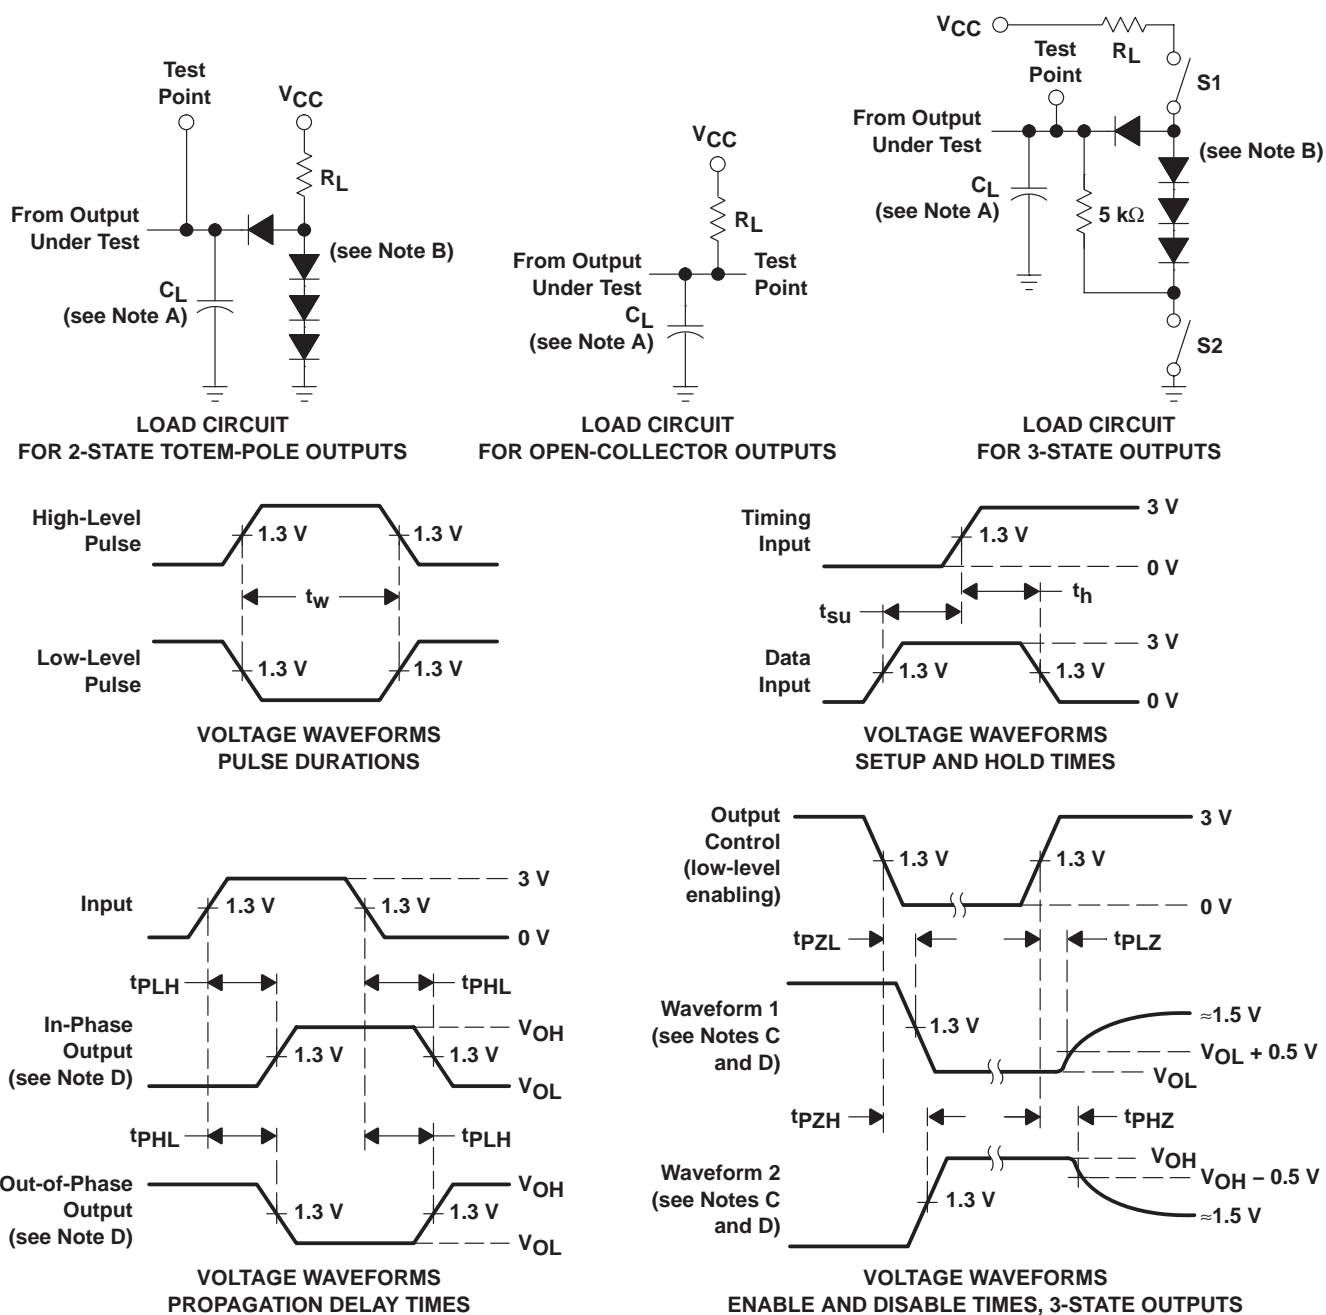 Test
Point
VCC
RL
From Output
Under Test
(see Note B)
CL
(see Note A)
LOAD CIRCUIT
FOR 2-STATE TOTEM-POLE OUTPUTS
VCC
RL
From Output
Under Test
Test
Point
CL
(see Note A)
LOAD CIRCUIT
FOR OPEN-COLLECTOR OUTPUTS
VCC
RL
Test
Point
S1
From Output
Under Test
(see Note B)
CL
(see Note A)
5 kΩ
S2
LOAD CIRCUIT
FOR 3-STATE OUTPUTS
High-Level
Pulse
1.3 V
1.3 V
tw
Low-Level
Pulse
1.3 V
1.3 V
VOLTAGE WAVEFORMS
PULSE DURATIONS
Timing
Input
1.3 V
3 V
0 V
tsu
th
Data
Input
1.3 V
1.3 V
3 V
0 V
VOLTAGE WAVEFORMS
SETUP AND HOLD TIMES
Input
1.3 V
1.3 V
3 V
0 V
tPLH
tPHL
In-Phase
Output
(see Note D)
1.3 V
1.3 V
VOH
VOL
tPHL
tPLH
Out-of-Phase
Output
(see Note D)
1.3 V
1.3 V
VOH
VOL
VOLTAGE WAVEFORMS
PROPAGATION DELAY TIMES
Output
Control
(low-level
enabling)
1.3 V
1.3 V
3 V
0 V
tPZL
tPLZ
Waveform 1
(see Notes C
and D)
1.3 V
≈1.5 V
VOL + 0.5 V
VOL
tPZH
tPHZ
Waveform 2
(see Notes C
and D)
1.3 V
VOH
VOH − 0.5 V
≈1.5 V
VOLTAGE WAVEFORMS
ENABLE AND DISABLE TIMES, 3-STATE OUTPUTS